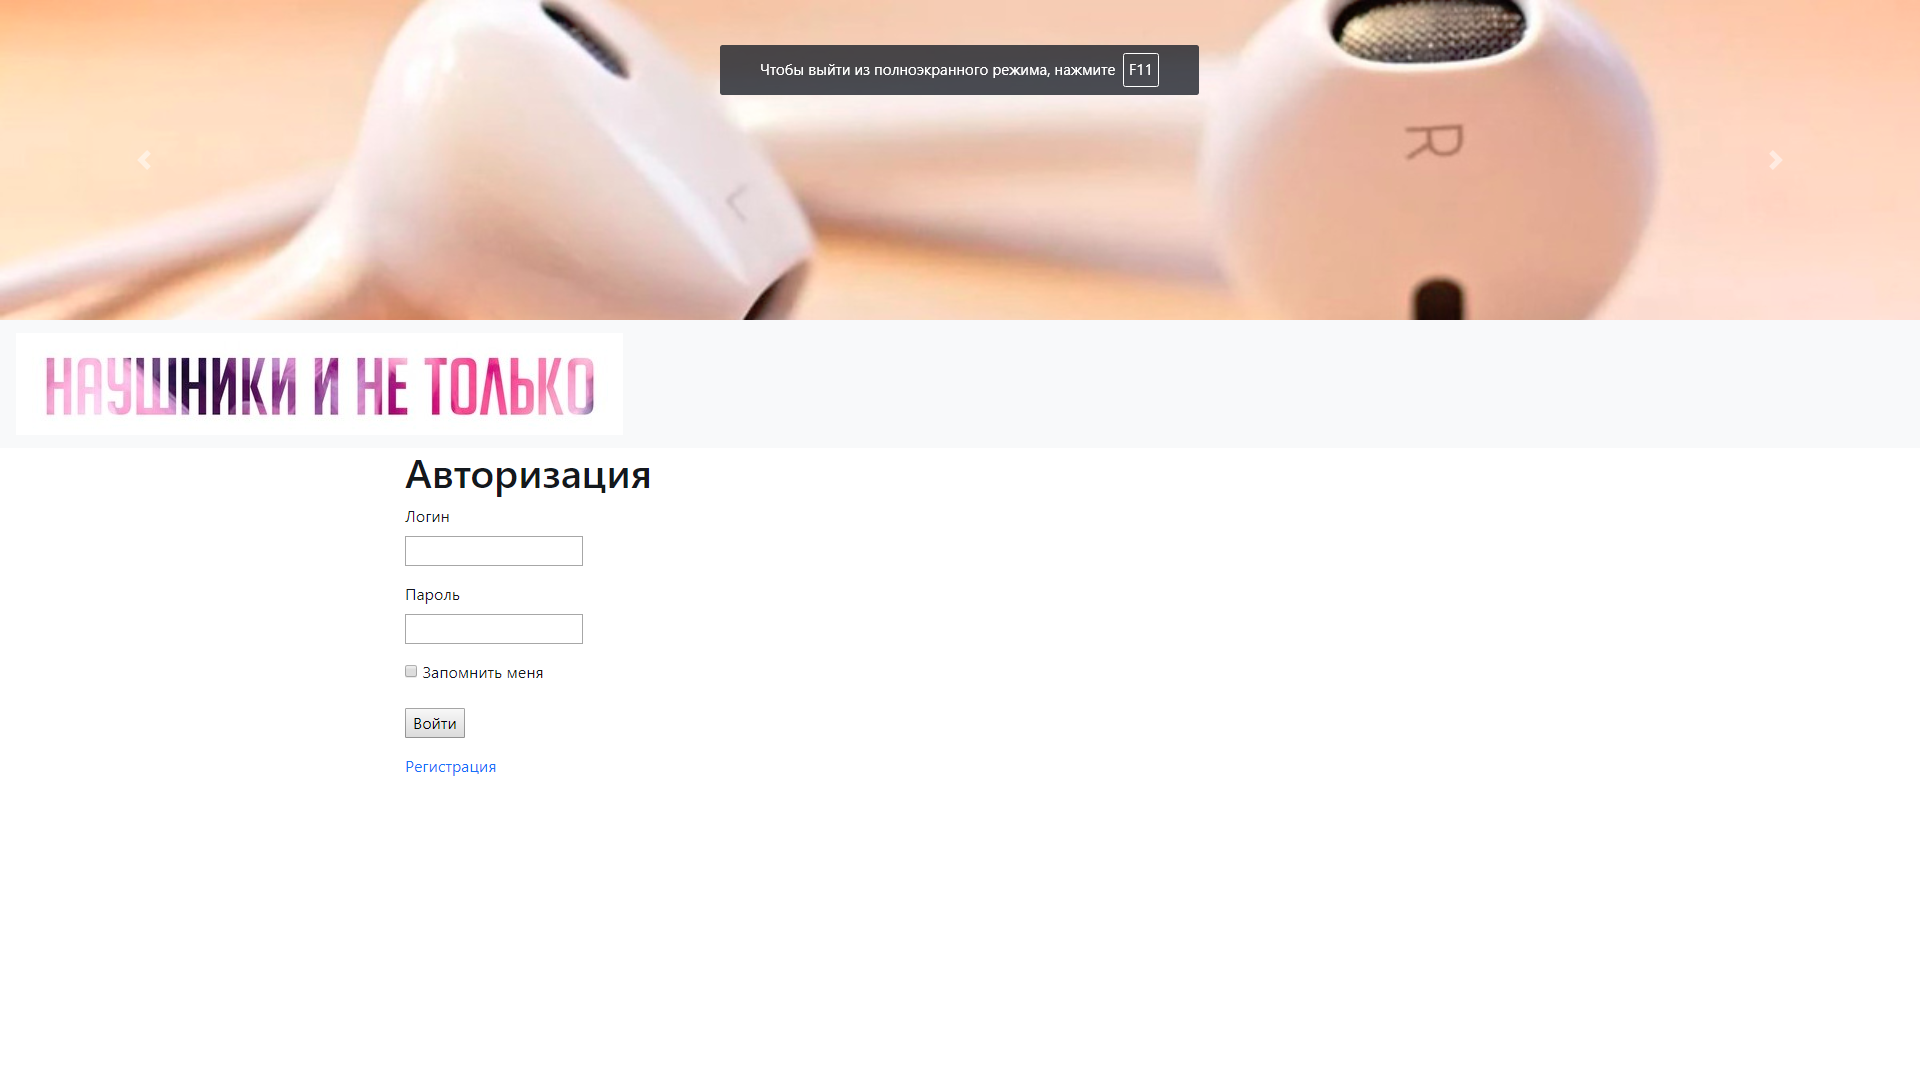 Чтобы выйти из полноэкранного режима, нажмите F11
L
R
НАУШНИКИ И НЕ ТОЛЬКО
Авторизация
Логин
Пароль
Запомнить меня
Войти
Регистрация